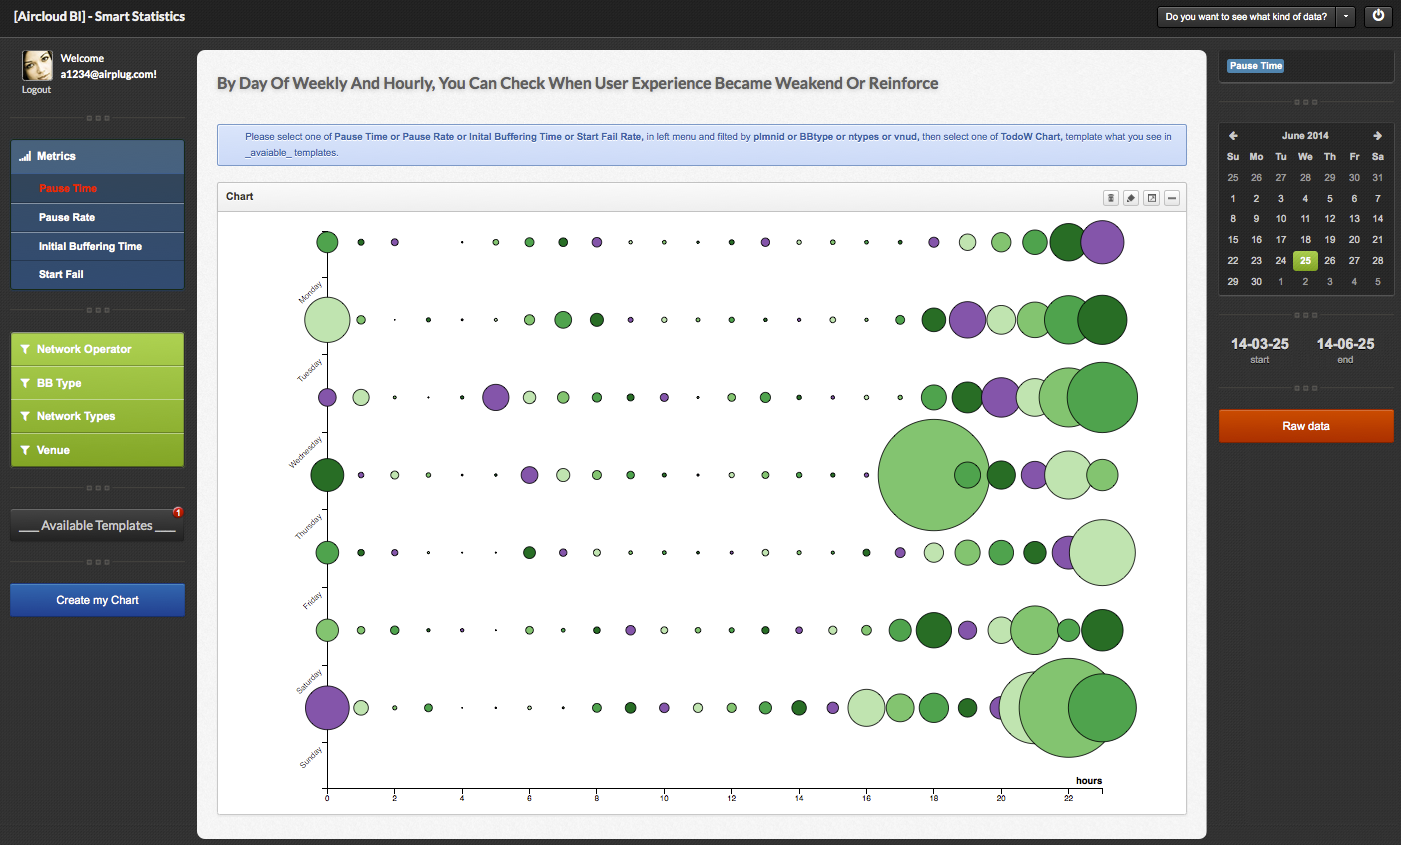 [Aircloud BI] - Smart Statistics
Do you want to see what kind of data?
Welcome
a1234@airplug.com!
Logout
Metrics
Pause Time
Pause Rate
Initial Buffering Time
Start Fail
Network Operator
BB Type
Network Types
Venue
___ Available Templates ___
1
Create my Chart
By Day Of Weekly And Hourly, You Can Check When User Experience Became Weakend Or Reinforce
Please select one of Pause Time or Pause Rate or Inital Buffering Time or Start Fail Rate, in left menu and filted by plmnid or BBtype or ntypes or vnud, then select one of TodoW Chart, template what you see in
_avaiable_ templates.
Chart
Monday
Tuesday
Wednesday
Thursday
Friday
Saturday
Sunday
hours
0 2 4 6 8 10 12 14 16 18 20 22
Pause Time
June 2014
Su Mo Tu We Th Fr Sa
25 26 27 28 29 30 31
1 2 3 4 5 6 7
8 9 10 11 12 13 14
15 16 17 18 19 20 21
22 23 24 25 26 27 28
29 30 1 2 3 4 5
14-03-25 14-06-25
start end
Raw data